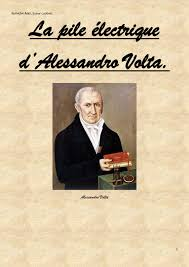 La pile électrique
d'Alessandro Volta.
Alessandro Volta